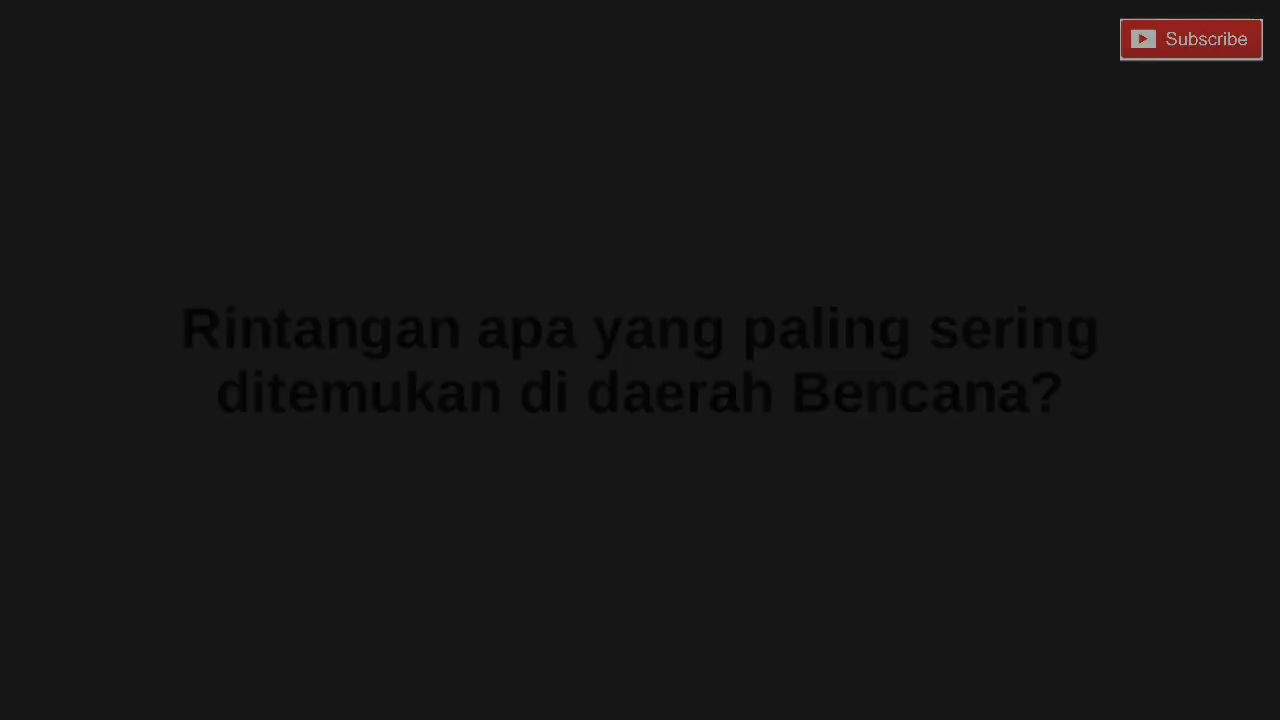 Subscribe
Rintangan apa yang paling sering
ditemukan di daerah Bencana?